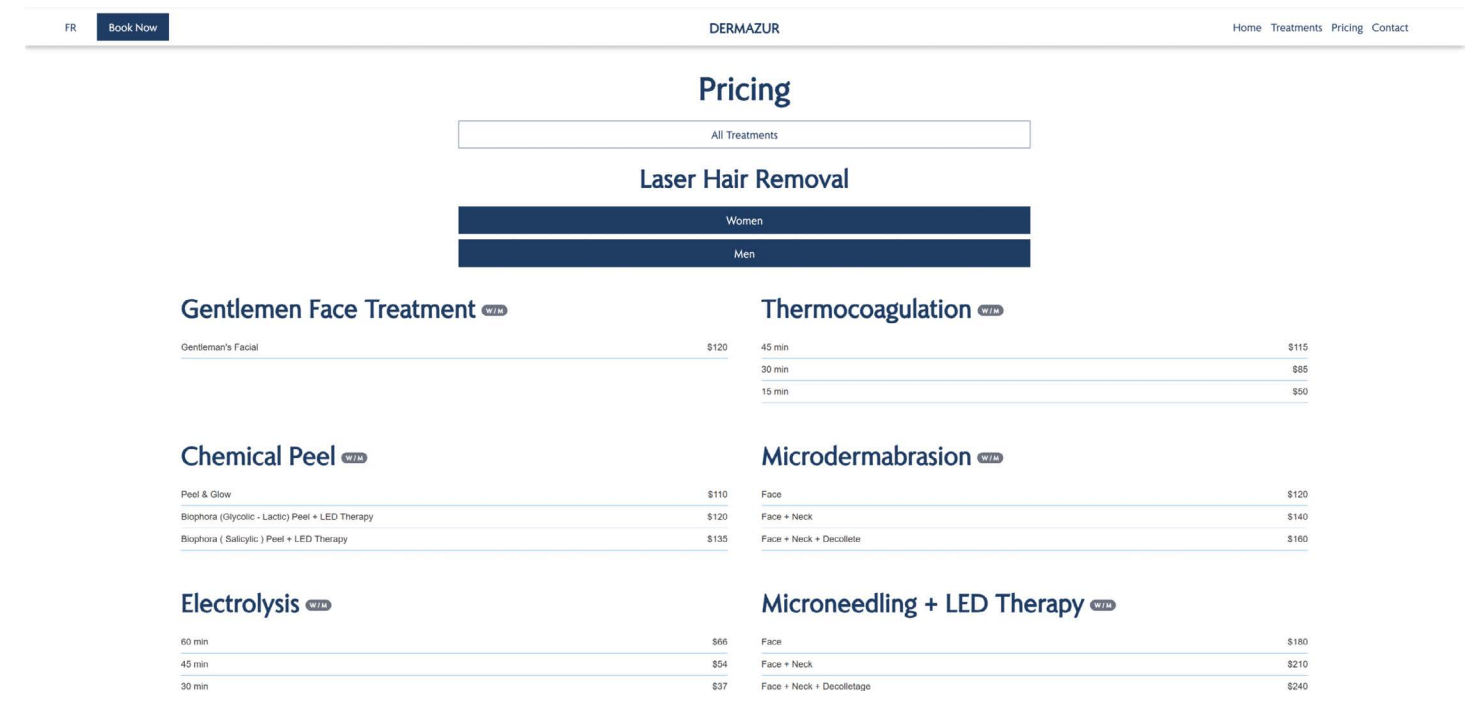 FR Book Now DERMAZUR Home Treatments Pricing Contact
Pricing
All Treatments
Laser Hair Removal
Women
Men
Gentlemen Face Treatment W/M
Gentleman's Facial $120
Thermocoagulation W/M
45 min $115
30 min $85
15 min $50
Chemical Peel W/M
Peel & Glow $110
Biophora (Glycolic - Lactic) Peel + LED Therapy $120
Biophora ( Salicylic ) Peel + LED Therapy $135
Microdermabrasion W/M
Face $120
Face + Neck $140
Face + Neck + Decollete $160
Electrolysis W/M
60 min $66
45 min $54
30 min $37
Microneedling + LED Therapy W/M
Face $180
Face + Neck $210
Face + Neck + Decolletage $240